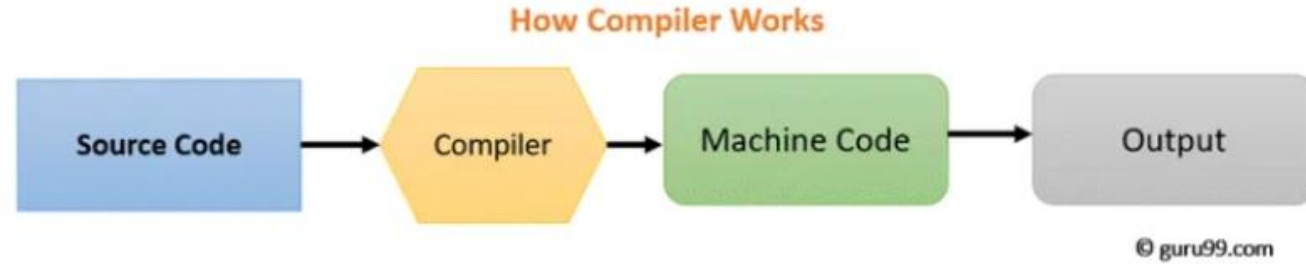 How Compiler Works
Source Code
Compiler
Machine Code
Output
© guru99.com